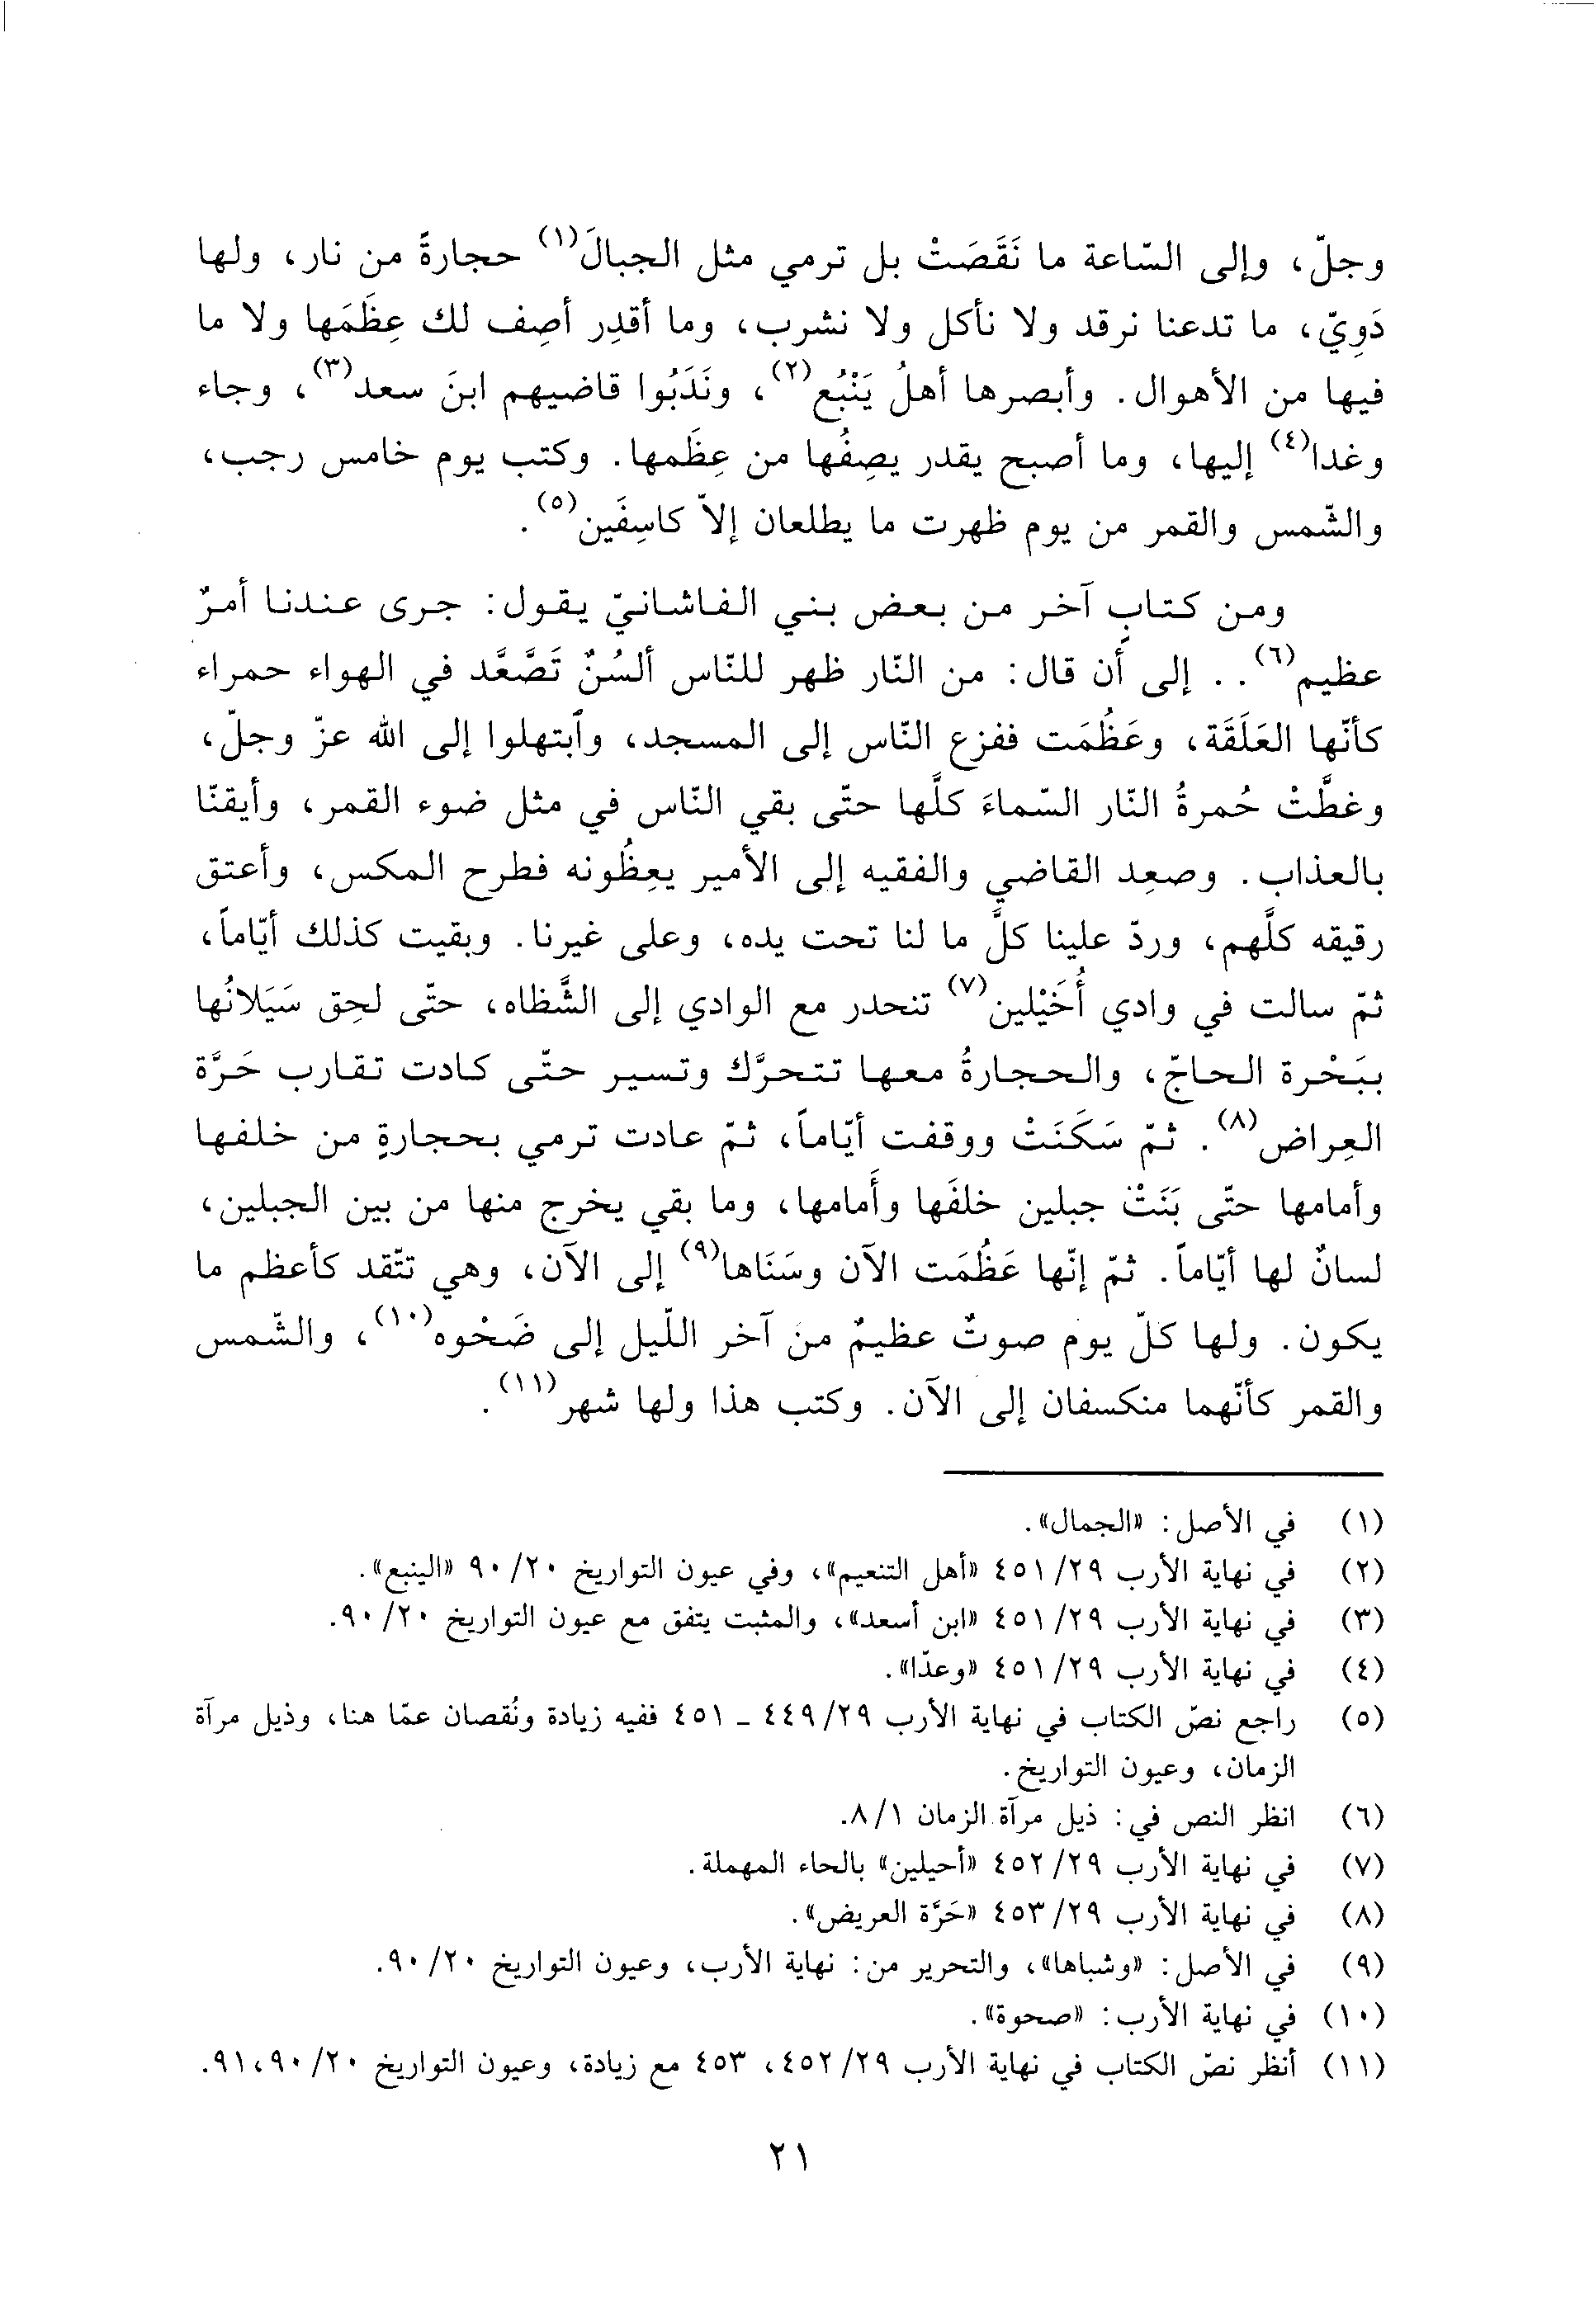 وجلّ، وإلى السّاعة ما نَقَصَتْ بل ترمي مثل الجبالَ(١) حجارةً من نار، ولها
دَوِيّ، ما تدعنا نرقد ولا نأكل ولا نشرب، وما أقدِر أصِف لك عِظَمَها ولا ما
فيها من الأهوال. وأبصرها أهلُ يَنْبُع(٢)، ونَدَبُوا قاضيهم ابنَ سعد(٣)، وجاء
وغدا(٤) إليها، وما أصبح يقدر يصِفُها من عِظَمها. وكتب يوم خامس رجب،
والشّمس والقمر من يوم ظهرت ما يطلعان إلاّ كاسِفَين(٥).
ومن كتابٍ آخر من بعض بني الفاشانيّ يقول: جرى عندنا أمرٌ
عظيم(٦) . . إلى أن قال: من النّار ظهر للنّاس ألسُنٌ تَصَّعَّد في الهواء حمراء
كأنّها العَلَقَة، وعَظُمَت ففزع النّاس إلى المسجد، وٱبتهلوا إلى الله عزّ وجلّ،
وغطَّتْ حُمرةُ النّار السّماءَ كلَّها حتّى بقي النّاس في مثل ضوء القمر، وأيقنّا
بالعذاب. وصعِد القاضي والفقيه إلى الأمير يعِظُونه فطرح المكس، وأعتق
رقيقه كلَّهم، وردّ علينا كلَّ ما لنا تحت يده، وعلى غيرنا. وبقيت كذلك أيّاماً،
ثمّ سالت في وادي أُخَيْلين(٧) تنحدر مع الوادي إلى الشَّظاه، حتّى لحِق سَيَلانُها
ببَحْرة الحاجّ، والحجارةُ معها تتحرَّك وتسير حتّى كادت تقارب حَرَّة
العِراض(٨). ثمّ سَكَنَتْ ووقفت أيّاماً، ثمّ عادت ترمي بحجارةٍ من خلفها
وأمامها حتّى بَنَتْ جبلين خلفَها وأَمامها، وما بقي يخرج منها من بين الجبلين،
لسانٌ لها أيّاماً. ثمّ إنّها عَظُمَت الآن وسَنَاها(٩) إلى الآن، وهي تتّقد كأعظم ما
يكون. ولها كلّ يوم صوتٌ عظيمٌ من آخر اللّيل إلى ضَحْوه(١٠)، والشّمس
والقمر كأنّهما منكسفان إلى الآن. وكتب هذا ولها شهر(١١).
(١) في الأصل: «الجمال».
(٢) في نهاية الأرب ٤٥١/٢٩ «أهل التنعيم»، وفي عيون التواريخ ٩٠/٢٠ «الينبع».
(٣) في نهاية الأرب ٤٥١/٢٩ «ابن أسعد»، والمثبت يتفق مع عيون التواريخ ٩٠/٢٠.
(٤) في نهاية الأرب ٤٥١/٢٩ «وعدّا».
(٥) راجع نصّ الكتاب في نهاية الأرب ٤٤٩/٢٩ ـ ٤٥١ ففيه زيادة ونُقصان عمّا هنا، وذيل مرآة
الزمان، وعيون التواريخ.
(٦) انظر النص في: ذيل مرآة الزمان ٨/١.
(٧) في نهاية الأرب ٤٥٢/٢٩ «أحيلين» بالحاء المهملة.
(٨) في نهاية الأرب ٤٥٣/٢٩ «حَرَّة العريض».
(٩) في الأصل: «وشباها»، والتحرير من: نهاية الأرب، وعيون التواريخ ٩٠/٢٠.
(١٠) في نهاية الأرب: «صحوة».
(١١) أنظر نصّ الكتاب في نهاية الأرب ٤٥٢/٢٩، ٤٥٣ مع زيادة، وعيون التواريخ ٩١،٩٠/٢٠.
٢١